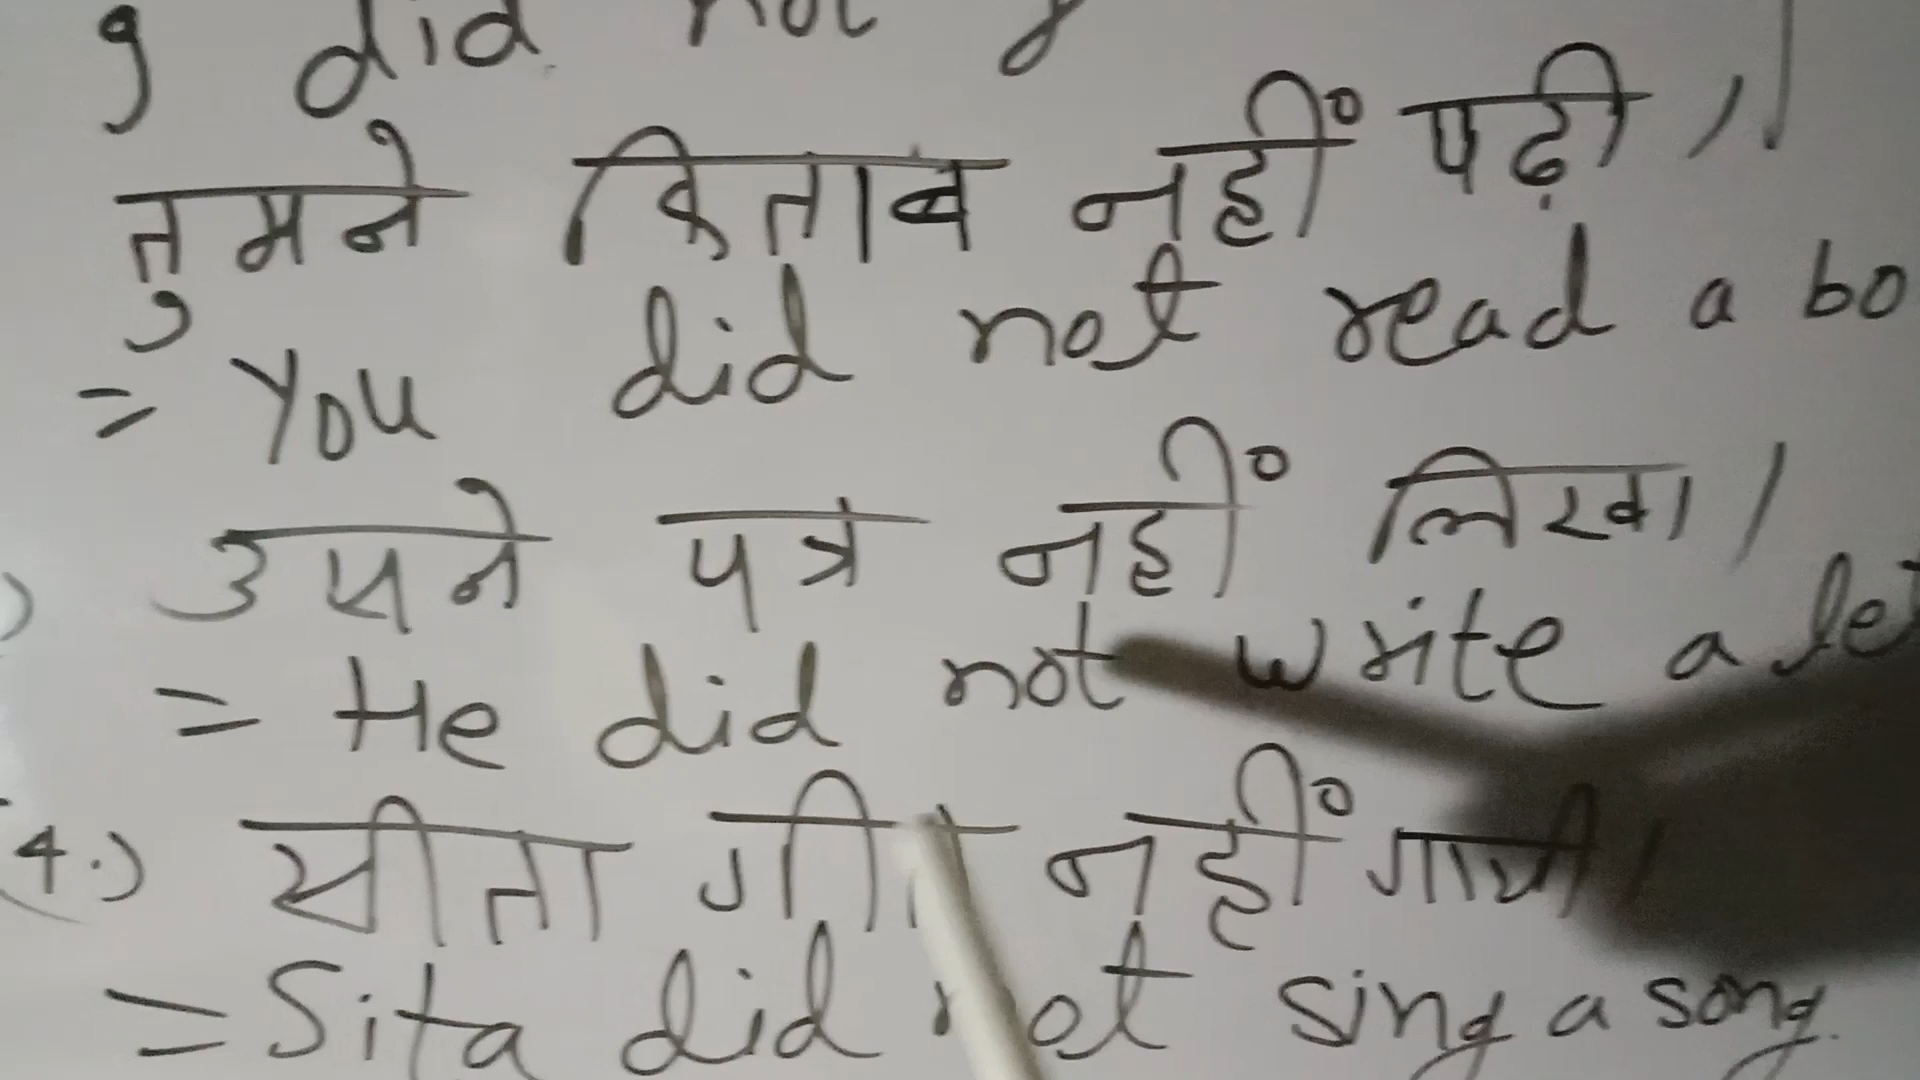 I did not
तुमने किताब नहीं पढ़ी।
= You did not read a bo
उसने पत्र नहीं लिखा।
= He did not write a let
4.) सीता गीत नहीं गायी।
= Sita did not sing a song.